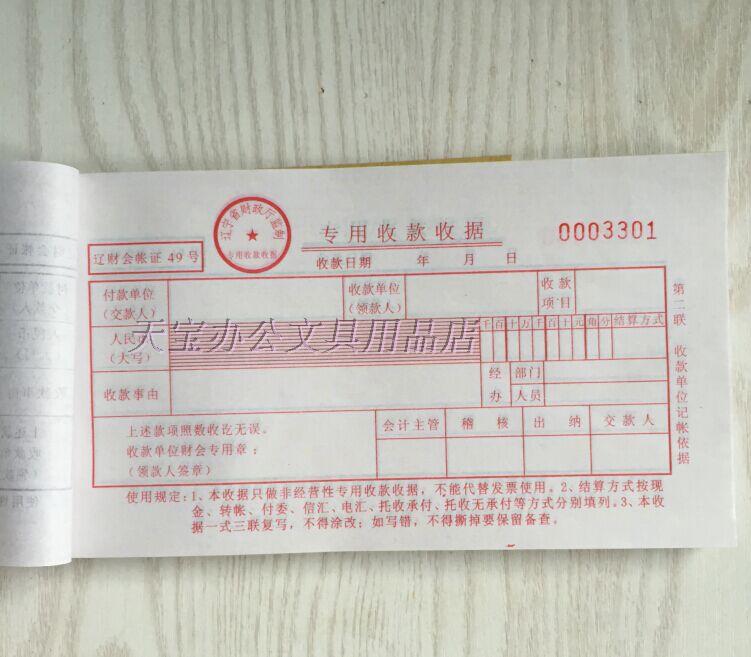 辽宁省财政厅监制
专用收款收据
专用收款收据
0003301
辽财会帐证 49 号
收款日期 年 月 日
付款单位
(交款人)
收款单位
(领款人)
收款
项目
人民币
(大写)
千百十万千百十元角分
结算方式
天宝办公文具用品店
收款事由
经办
部门
人员
上述款项照数收讫无误。
收款单位财会专用章：
(领款人签章)
会计主管
稽核
出纳
交款人
第二联 收款单位记帐依据
使用规定：1、本收据只做非经营性专用收款收据，不能代替发票使用。2、结算方式按现
金、转帐、付委、信汇、电汇、托收承付、托收无承付等方式分别填列。3、本收
据一式三联复写，不得涂改；如写错，不得撕掉要保留备查。